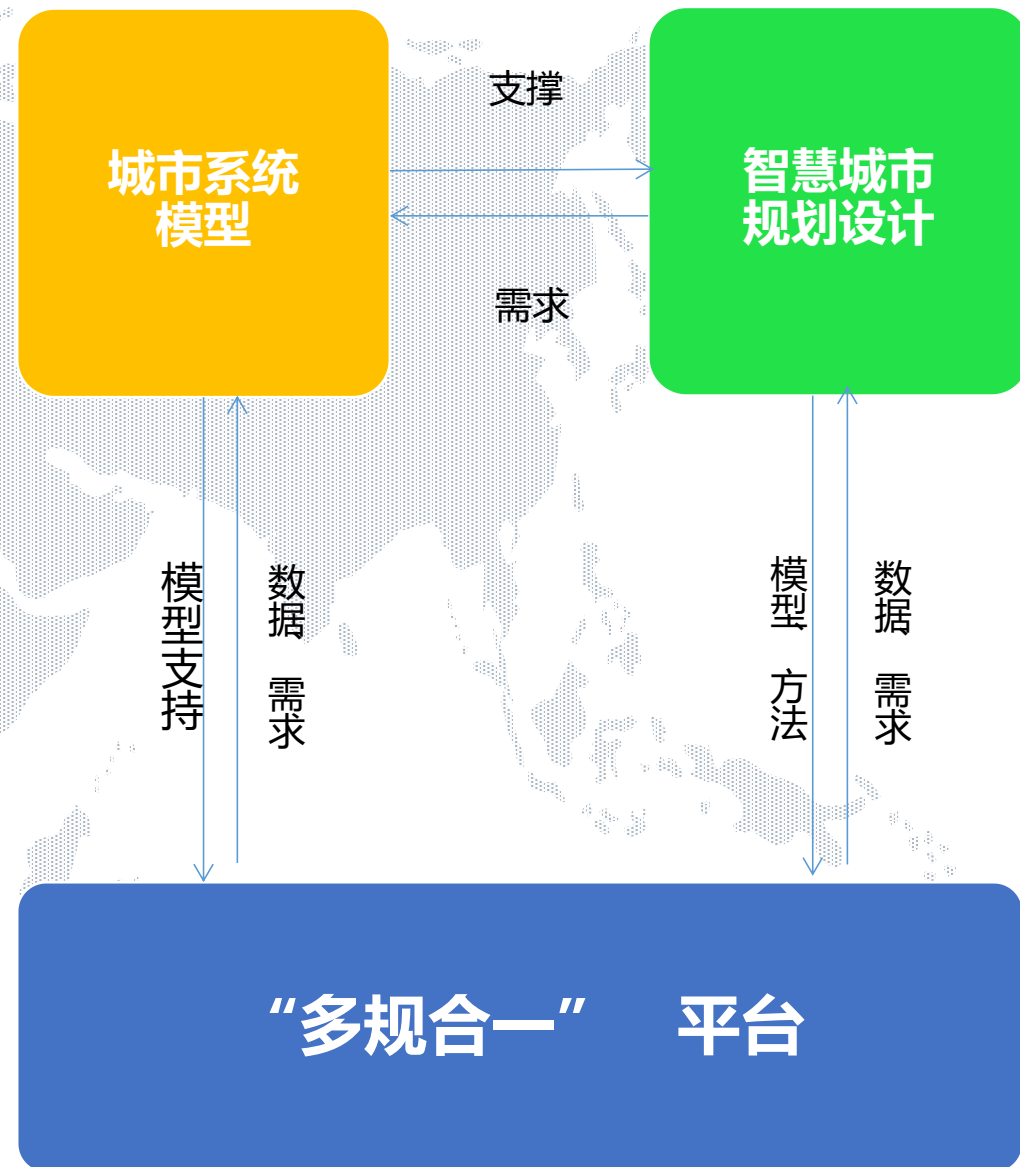 支撑
城市系统
模型
智慧城市
规划设计
需求
模型支持
数据、需求
模型、方法
数据、需求
“多规合一” 平台